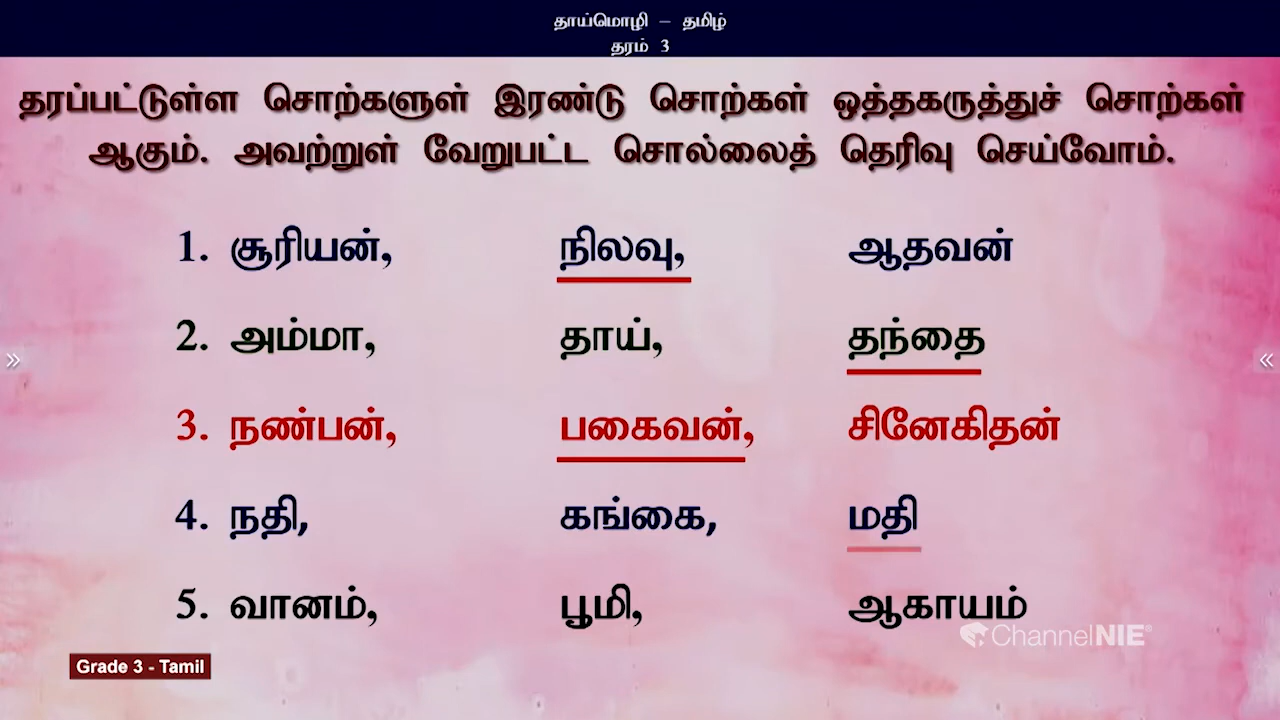 தாய்மொழி – தமிழ்
தரம் 3
தரப்பட்டுள்ள சொற்களுள் இரண்டு சொற்கள் ஒத்தகருத்துச் சொற்கள்
ஆகும். அவற்றுள் வேறுபட்ட சொல்லைத் தெரிவு செய்வோம்.
1. சூரியன், நிலவு, ஆதவன்
2. அம்மா, தாய், தந்தை
3. நண்பன், பகைவன், சினேகிதன்
4. நதி, கங்கை, மதி
5. வானம், பூமி, ஆகாயம்
ChannelNIE®
Grade 3 - Tamil